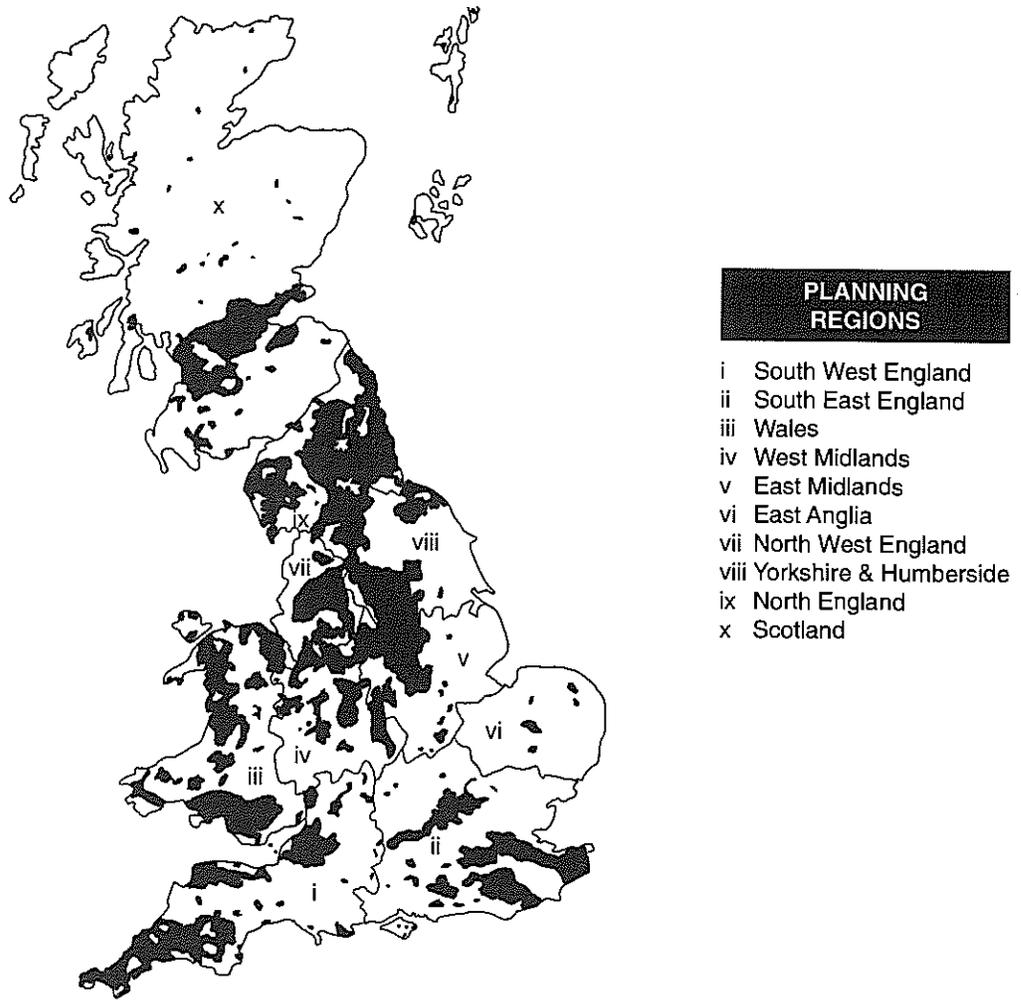 x
PLANNING
REGIONS
i South West England
ii South East England
iii Wales
iv West Midlands
v East Midlands
vi East Anglia
vii North West England
viii Yorkshire & Humberside
ix North England
x Scotland
ix
viii
vii
v
vi
iv
iii
ii
i